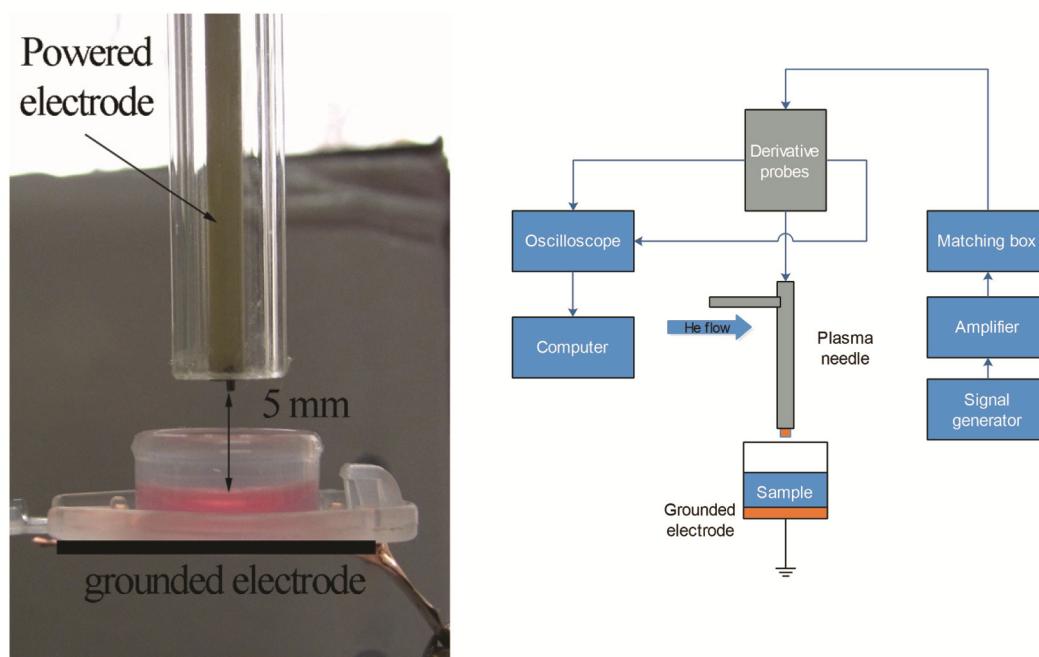 Powered
electrode
5 mm
grounded electrode
Derivative
probes
Oscilloscope
Matching box
He flow
Computer
Plasma
needle
Amplifier
Signal
generator
Sample
Grounded
electrode